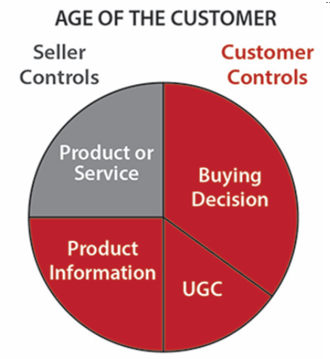 AGE OF THE CUSTOMER
Seller
Controls
Customer
Controls
Product or
Service
Buying
Decision
Product
Information
UGC